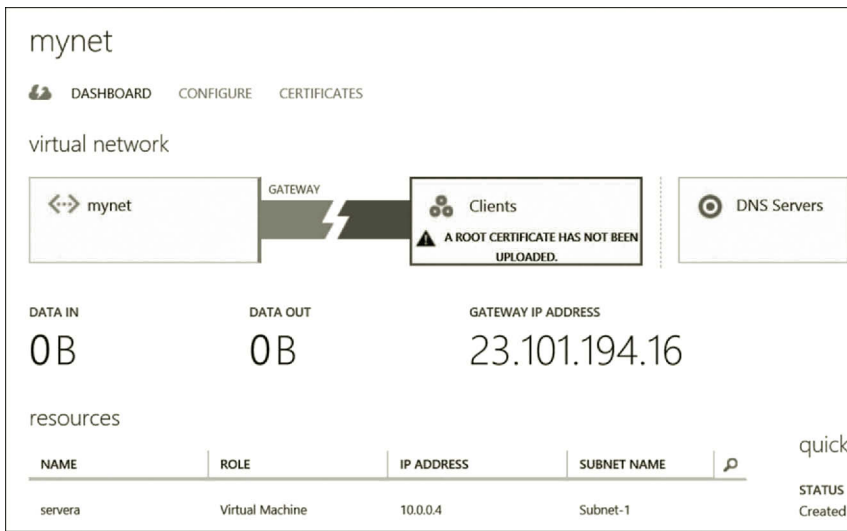 mynet
DASHBOARD CONFIGURE CERTIFICATES
virtual network
mynet
GATEWAY
Clients
A ROOT CERTIFICATE HAS NOT BEEN
UPLOADED.
DNS Servers
DATA IN DATA OUT GATEWAY IP ADDRESS
0 B 0 B 23.101.194.16
resources
quick
NAME ROLE IP ADDRESS SUBNET NAME
STATUS
servera Virtual Machine 10.0.0.4 Subnet-1
Created